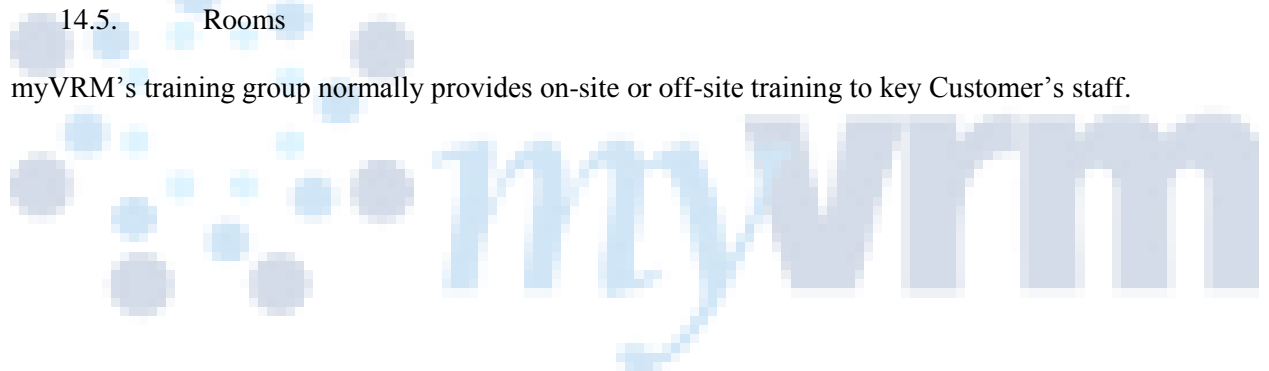 14.5. Rooms
myVRM’s training group normally provides on-site or off-site training to key Customer’s staff.
myvrm